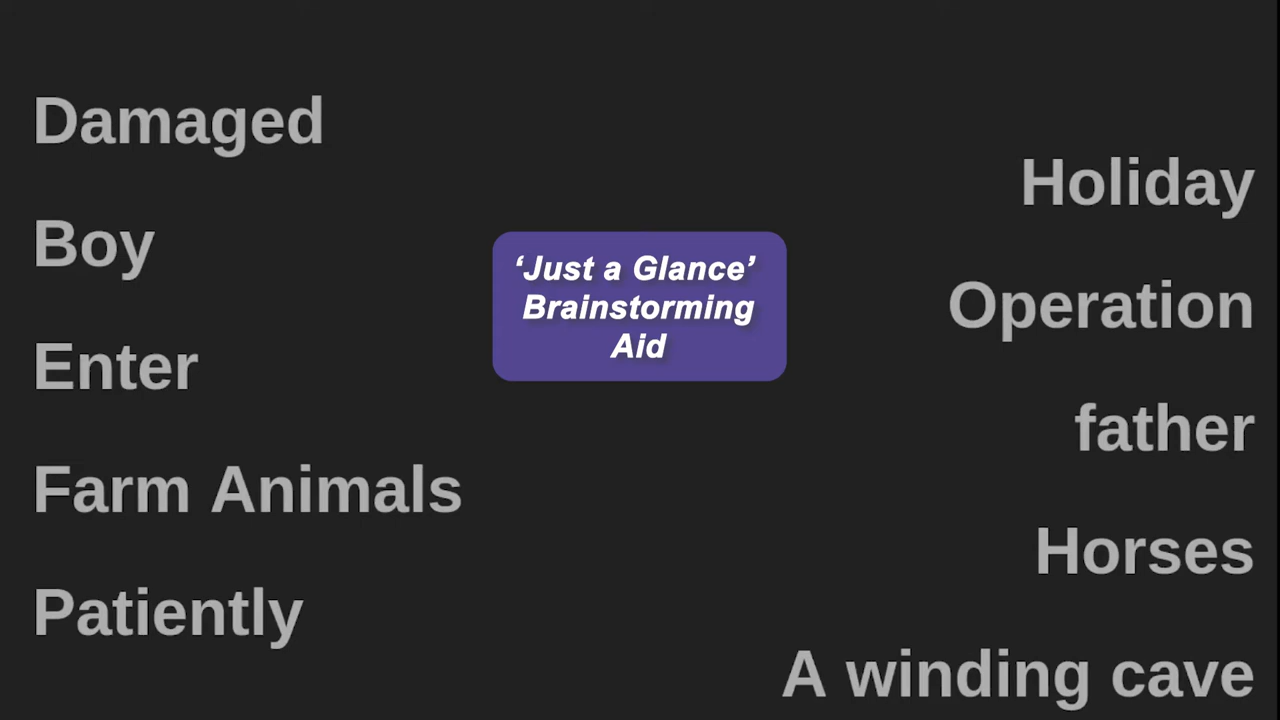 Damaged
Boy
Enter
Farm Animals
Patiently
‘Just a Glance’
Brainstorming
Aid
Holiday
Operation
father
Horses
A winding cave